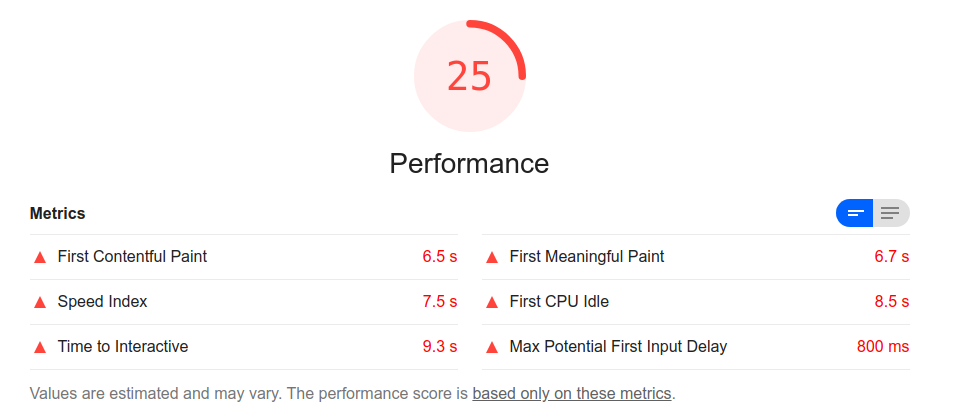 25
Performance
Metrics
First Contentful Paint 6.5 s
First Meaningful Paint 6.7 s
Speed Index 7.5 s
First CPU Idle 8.5 s
Time to Interactive 9.3 s
Max Potential First Input Delay 800 ms
Values are estimated and may vary. The performance score is based only on these metrics.